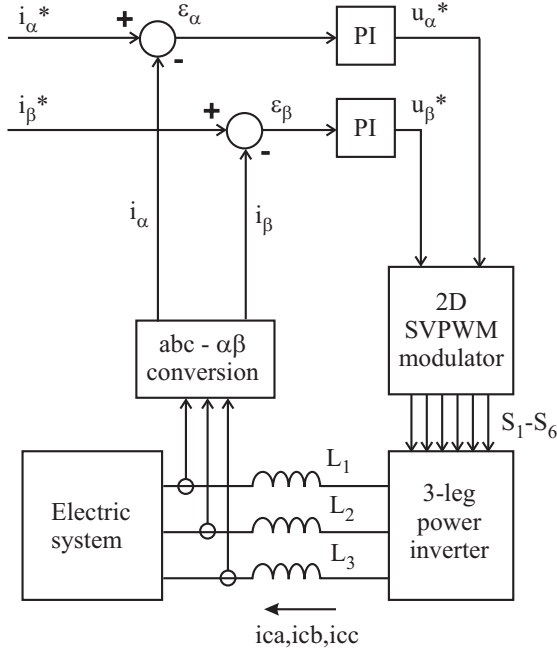 iα*
+
εα
PI
uα*
-
iβ*
+
εβ
PI
uβ*
-
iα
iβ
2D
SVPWM
modulator
abc - αβ
conversion
S1-S6
L1
Electric
system
L2
3-leg
power
inverter
L3
ica,icb,icc